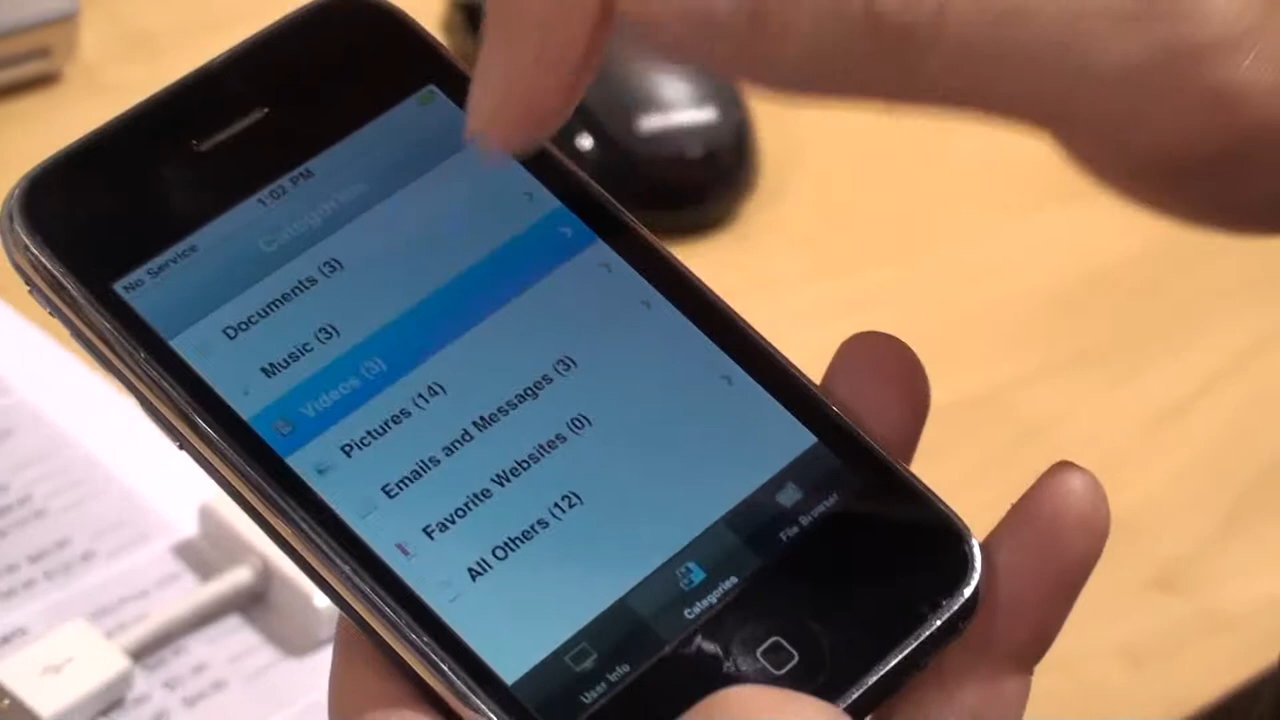 No Service
1:02 PM
Categories
Documents (3)
Music (3)
Videos (3)
Pictures (14)
Emails and Messages (3)
Favorite Websites (0)
All Others (12)
User Info
Categories
File Browser